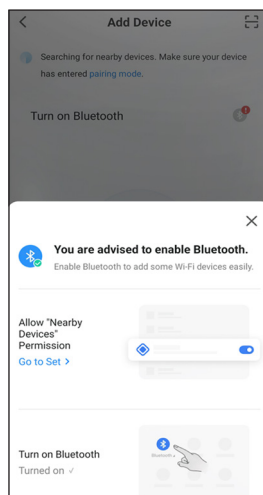 Add Device
Searching for nearby devices. Make sure your device
has entered pairing mode.
Turn on Bluetooth
You are advised to enable Bluetooth.
Enable Bluetooth to add some Wi-Fi devices easily.
Allow "Nearby
Devices"
Permission
Go to Set >
Bluetooth
Turn on Bluetooth
Turned on ✓